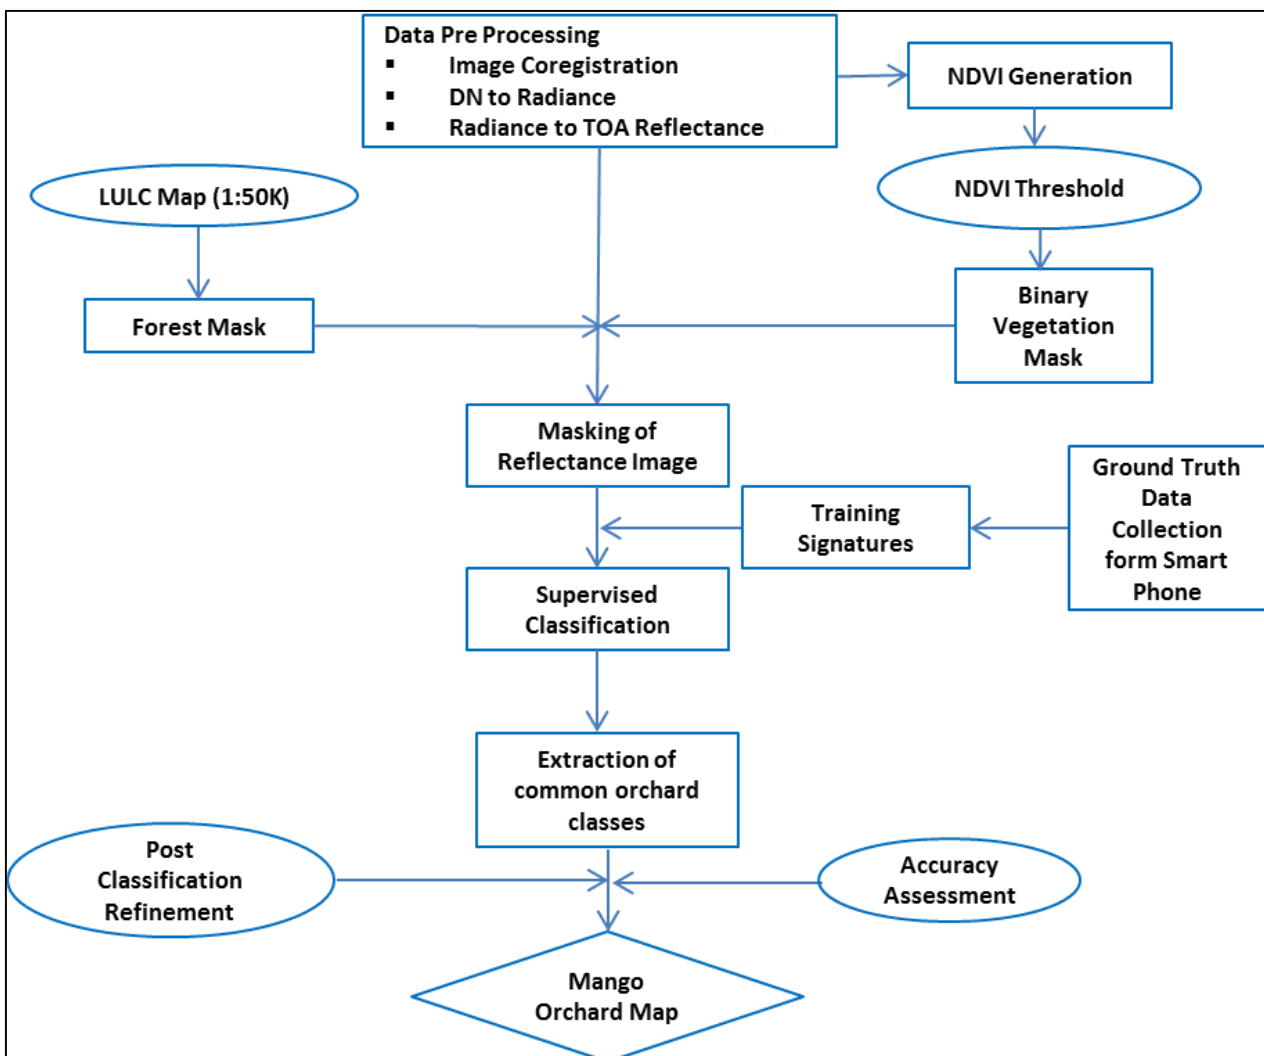 Data Pre Processing
▪ Image Coregistration
▪ DN to Radiance
▪ Radiance to TOA Reflectance
NDVI Generation
LULC Map (1:50K)
NDVI Threshold
Forest Mask
Binary
Vegetation
Mask
Masking of
Reflectance Image
Ground Truth
Data
Collection
form Smart
Phone
Training
Signatures
Supervised
Classification
Extraction of
common orchard
classes
Post
Classification
Refinement
Accuracy
Assessment
Mango
Orchard Map